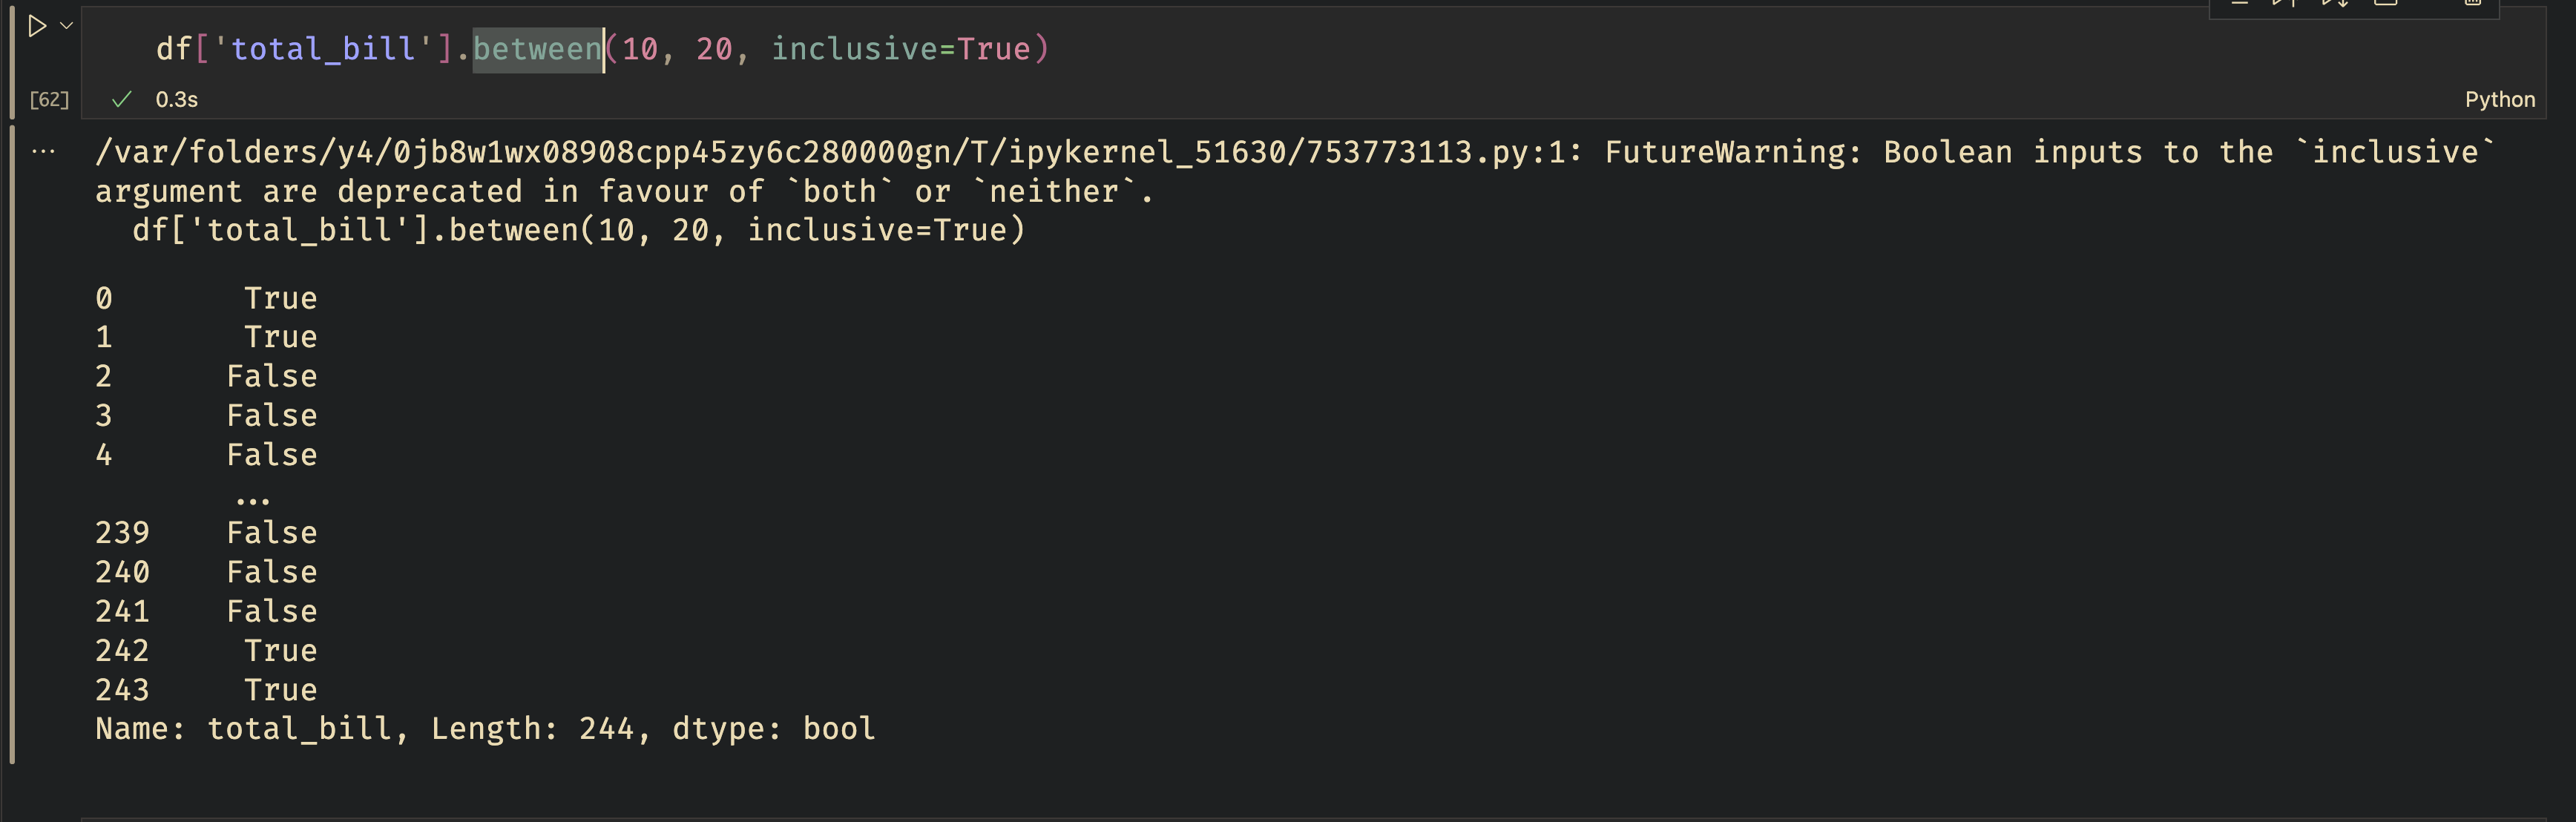 df['total_bill'].between(10, 20, inclusive=True)
[62] 0.3s Python
/var/folders/y4/0jb8w1wx08908cpp45zy6c280000gn/T/ipykernel_51630/753773113.py:1: FutureWarning: Boolean inputs to the `inclusive`
argument are deprecated in favour of `both` or `neither`.
  df['total_bill'].between(10, 20, inclusive=True)
0       True
1       True
2      False
3      False
4      False
       ...
239    False
240    False
241    False
242     True
243     True
Name: total_bill, Length: 244, dtype: bool